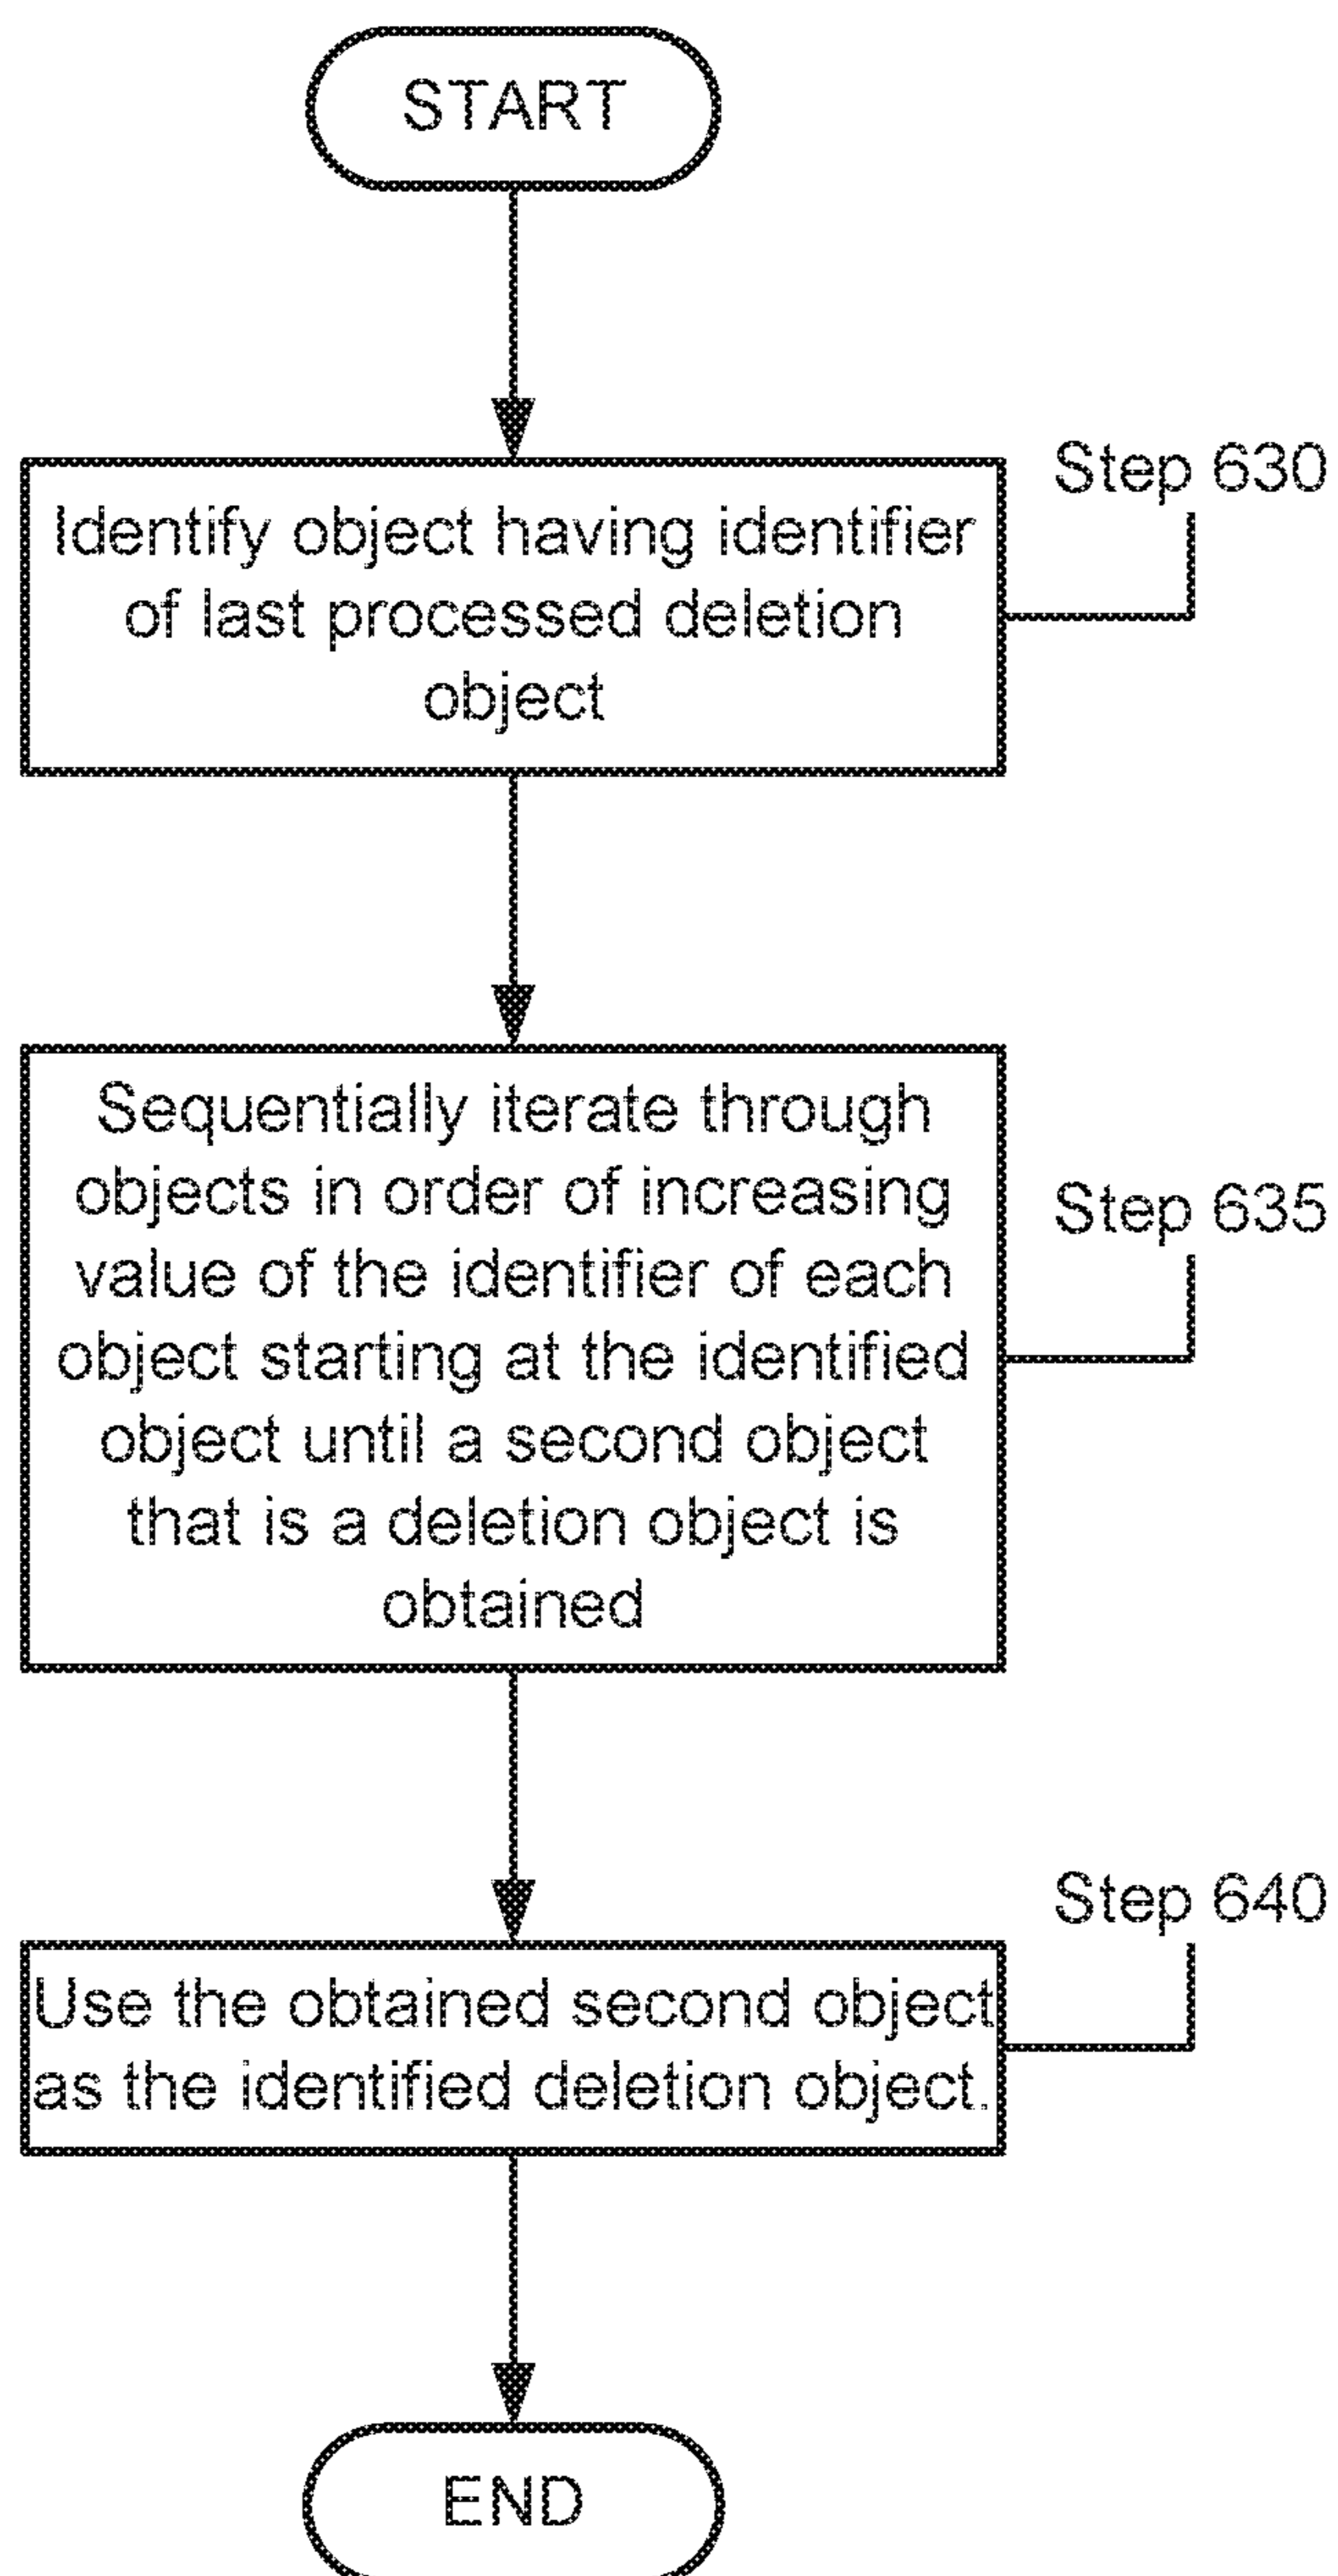 START
Step 630
Identify object having identifier
of last processed deletion
object
Sequentially iterate through
objects in order of increasing
value of the identifier of each
object starting at the identified
object until a second object
that is a deletion object is
obtained
Step 635
Step 640
Use the obtained second object
as the identified deletion object.
END